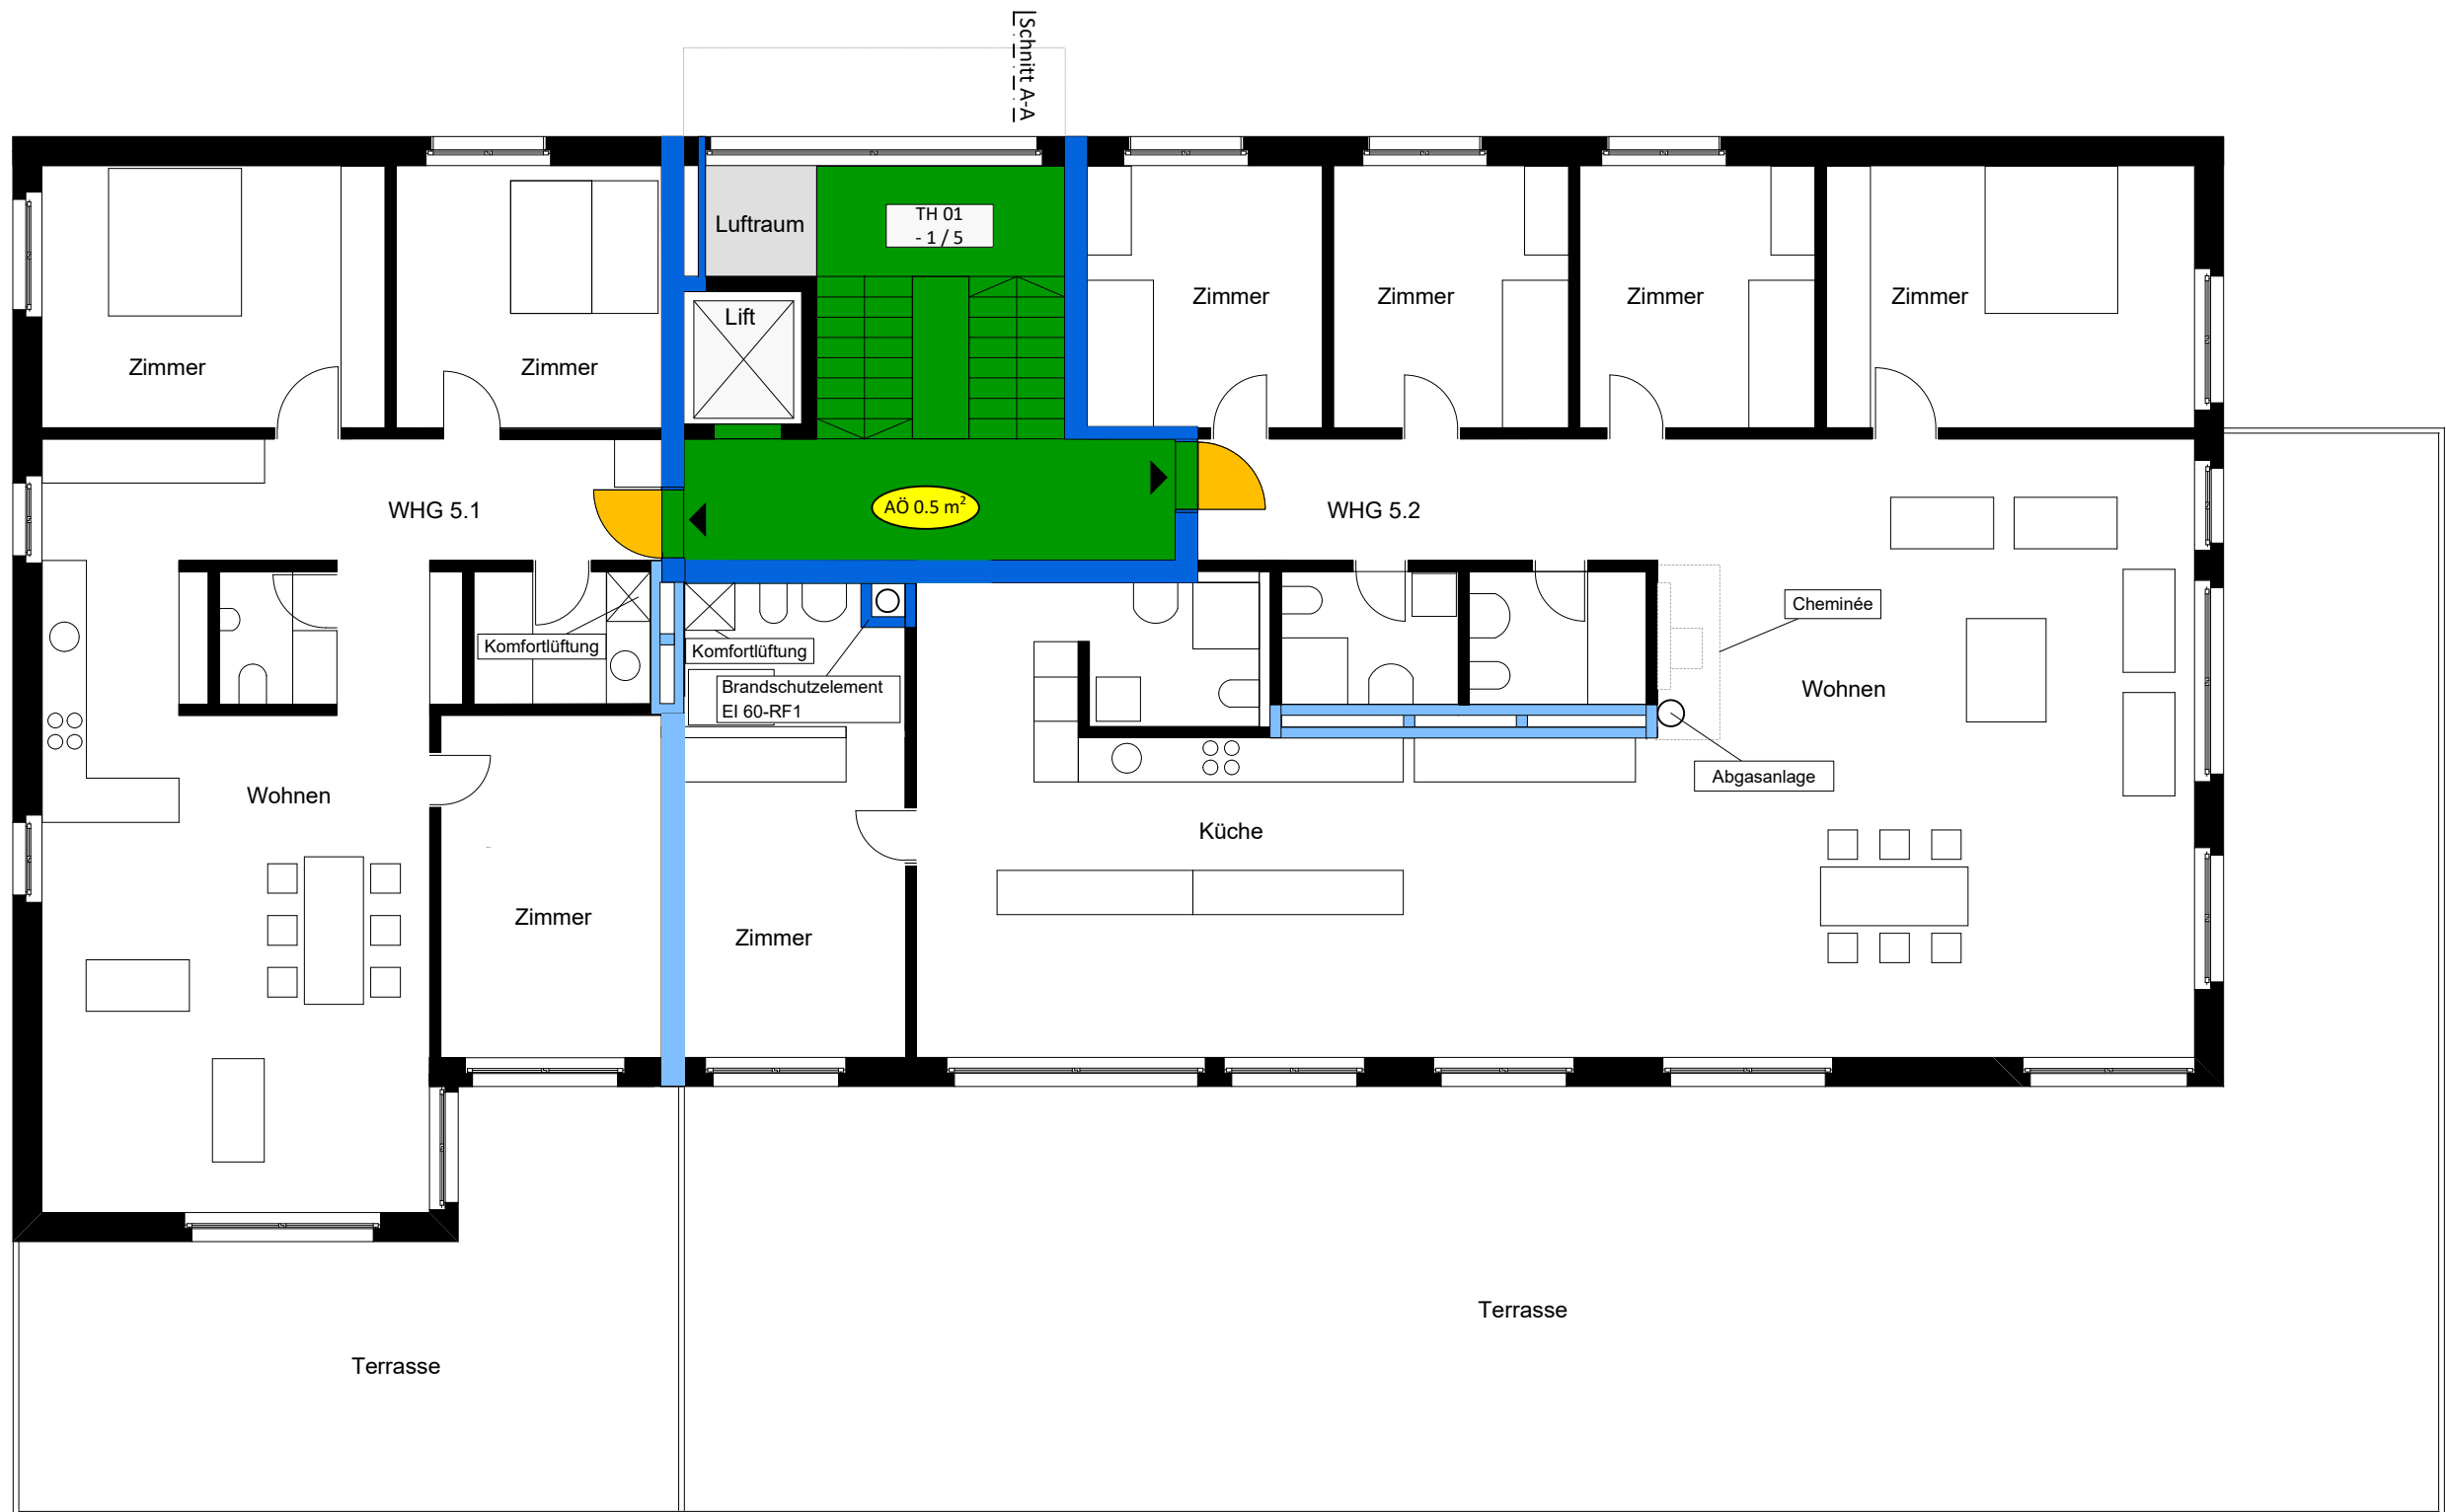 Schnitt A-A
Luftraum
TH 01
- 1 / 5
Lift
Zimmer
Zimmer
Zimmer
Zimmer
Zimmer
Zimmer
WHG 5.1
AÖ 0.5 m²
WHG 5.2
Komfortlüftung
Komfortlüftung
Brandschutzelement
EI 60-RF1
Cheminée
Wohnen
Abgasanlage
Wohnen
Küche
Zimmer
Zimmer
Terrasse
Terrasse